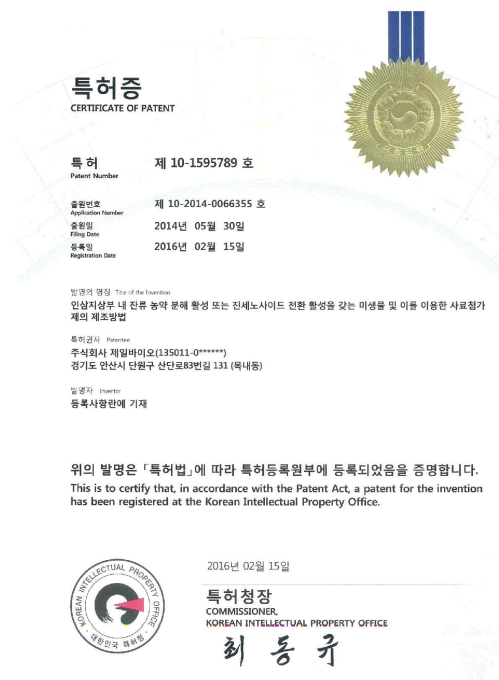 특허증
CERTIFICATE OF PATENT
특 허 제 10-1595789 호
Patent Number
출원번호 제 10-2014-0066355 호
Application Number
출원일 2014년 05월 30일
Filing Date
등록일 2016년 02월 15일
Registration Date
발명의 명칭 Title of the Invention
인삼지상부 내 잔류 농약 분해 활성 또는 진세노사이드 전환 활성을 갖는 미생물 및 이를 이용한 사료첨가
제의 제조방법
특허권자 Patentee
주식회사 제일바이오(135011-0******)
경기도 안산시 단원구 산단로83번길 131 (목내동)
발명자 Inventor
등록사항란에 기재
위의 발명은 「특허법」에 따라 특허등록원부에 등록되었음을 증명합니다.
This is to certify that, in accordance with the Patent Act, a patent for the invention
has been registered at the Korean Intellectual Property Office.
2016년 02월 15일
특허청장
COMMISSIONER,
KOREAN INTELLECTUAL PROPERTY OFFICE
최동규
KOREAN INTELLECTUAL PROPERTY OFFICE
대한민국 특허청